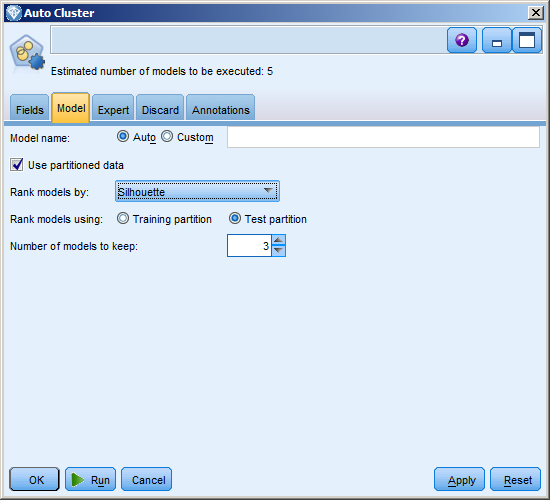 Auto Cluster
?
Estimated number of models to be executed: 5
Fields Model Expert Discard Annotations
Model name: Auto Custom
Use partitioned data
Rank models by: Silhouette
Rank models using: Training partition Test partition
Number of models to keep: 3
OK Run Cancel Apply Reset